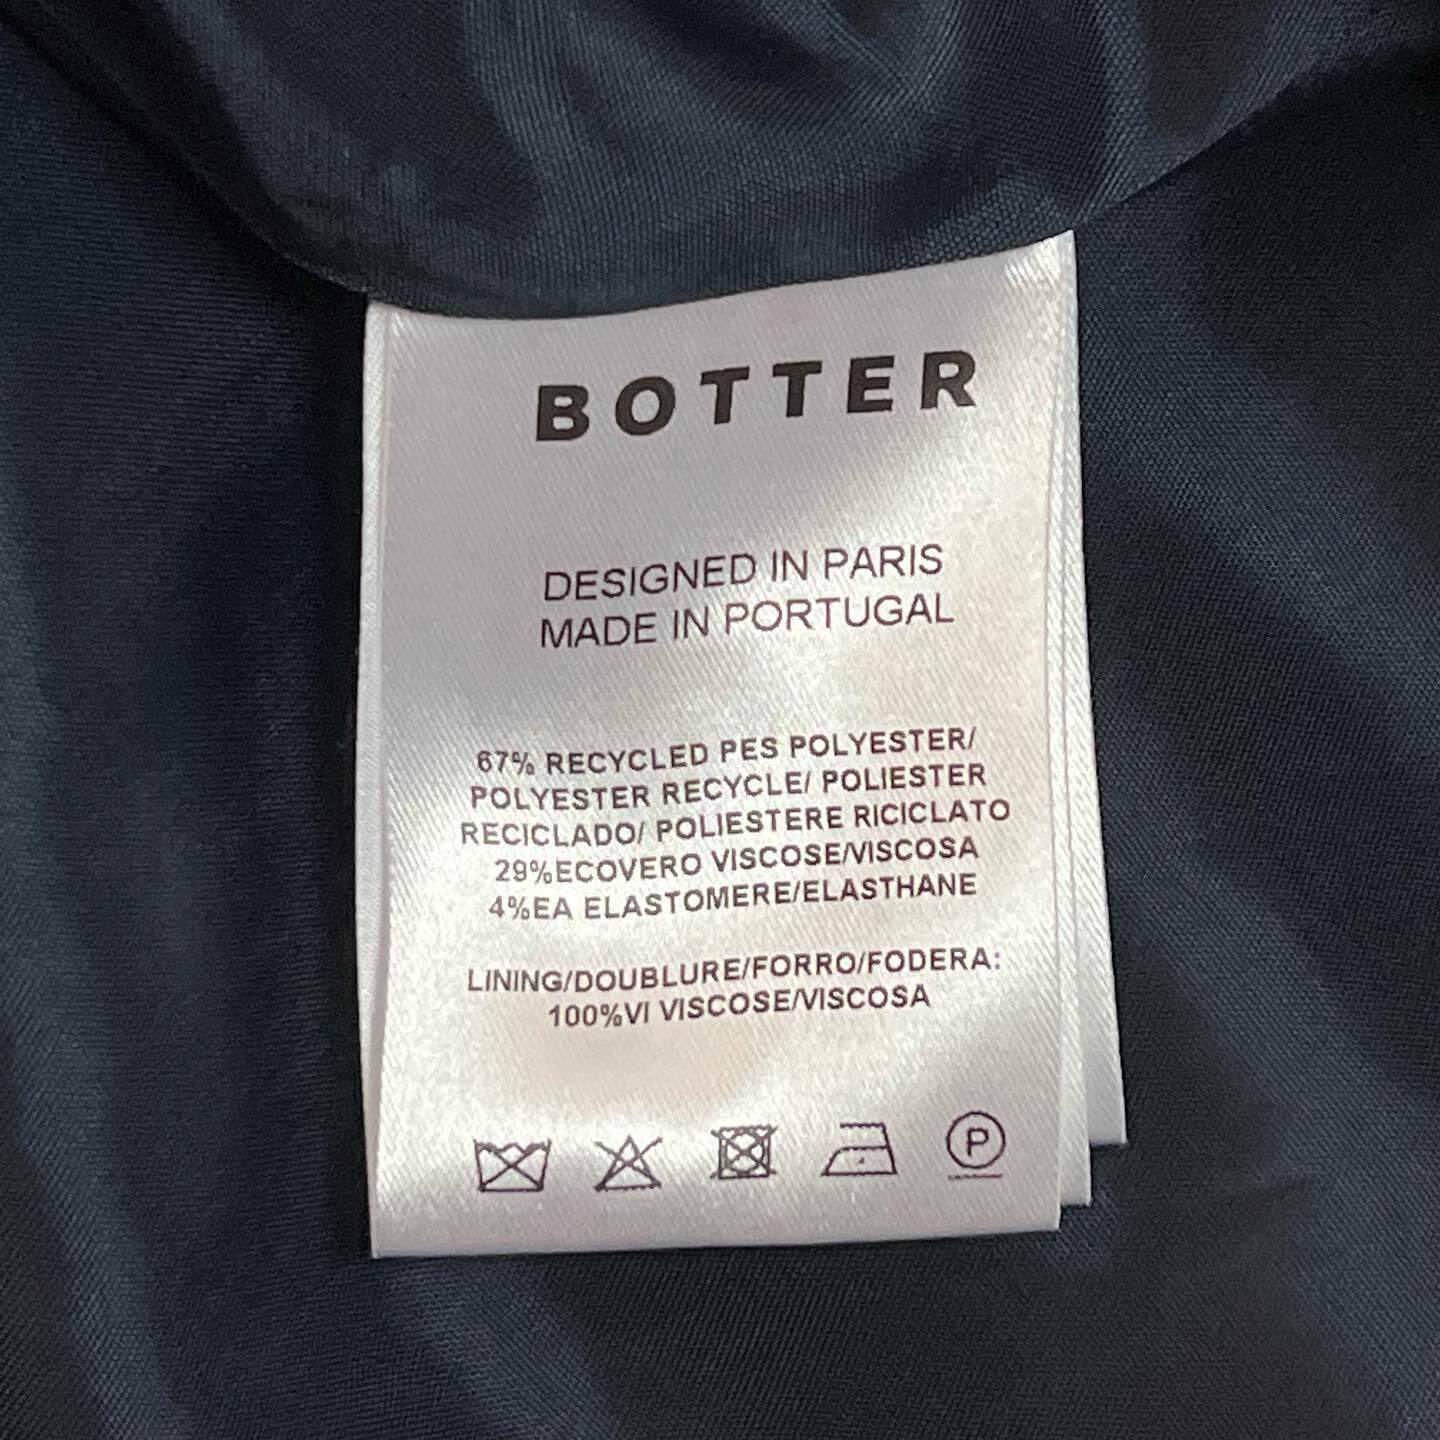 BOTTER
DESIGNED IN PARIS
MADE IN PORTUGAL
67% RECYCLED PES POLYESTER/
POLYESTER RECYCLE/ POLIESTER
RECICLADO/ POLIESTERE RICICLATO
29%ECOVERO VISCOSE/VISCOSA
4%EA ELASTOMERE/ELASTHANE
LINING/DOUBLURE/FORRO/FODERA:
100%VI VISCOSE/VISCOSA
P